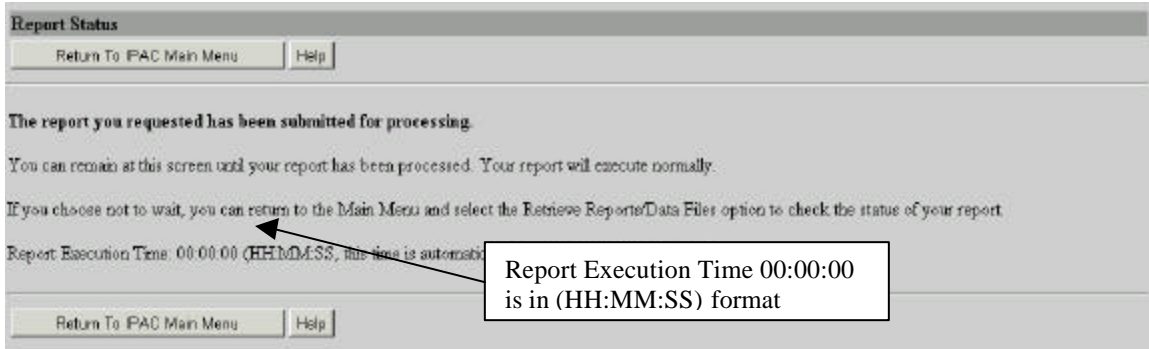 Report Status
Return To IPAC Main Menu Help
The report you requested has been submitted for processing.
You can remain at this screen until your report has been processed. Your report will execute normally.
If you choose not to wait, you can return to the Main Menu and select the Retrieve Reports/Data Files option to check the status of your report.
Report Execution Time: 00:00:00 (HH:MM:SS, this time is automatic
Report Execution Time 00:00:00
is in (HH:MM:SS) format
Return To IPAC Main Menu Help